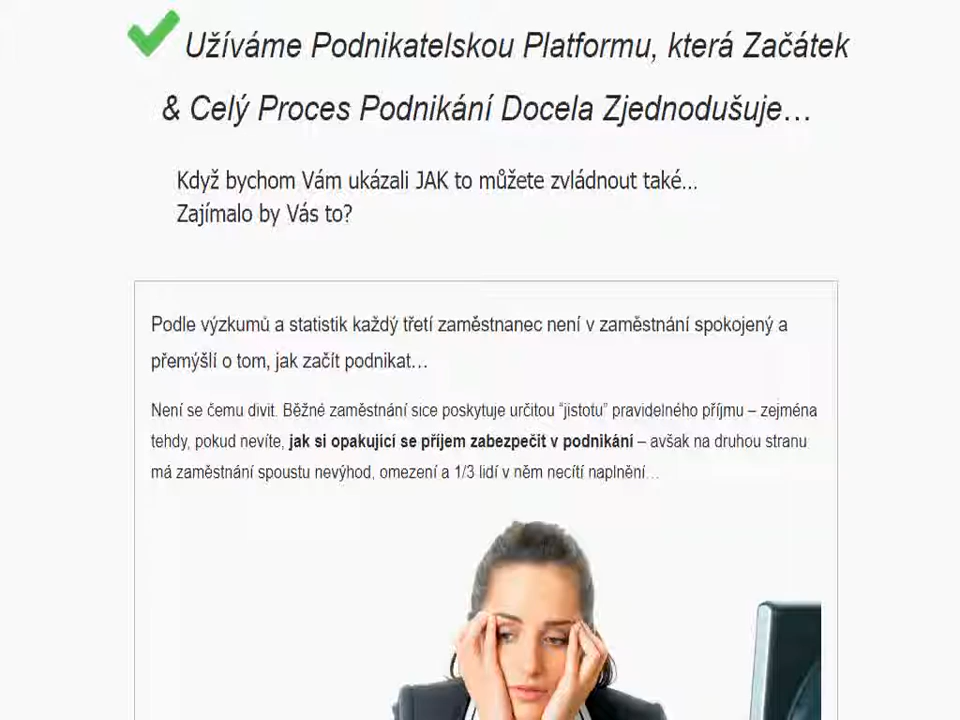 Užíváme Podnikatelskou Platformu, která Začátek
& Celý Proces Podnikání Docela Zjednodušuje…
Když bychom Vám ukázali JAK to můžete zvládnout také...
Zajímalo by Vás to?
Podle výzkumů a statistik každý třetí zaměstnanec není v zaměstnání spokojený a
přemýšlí o tom, jak začít podnikat…
Není se čemu divit. Běžné zaměstnání sice poskytuje určitou “jistotu” pravidelného příjmu – zejména
tehdy, pokud nevíte, jak si opakující se příjem zabezpečit v podnikání – avšak na druhou stranu
má zaměstnání spoustu nevýhod, omezení a 1/3 lidí v něm necítí naplnění…